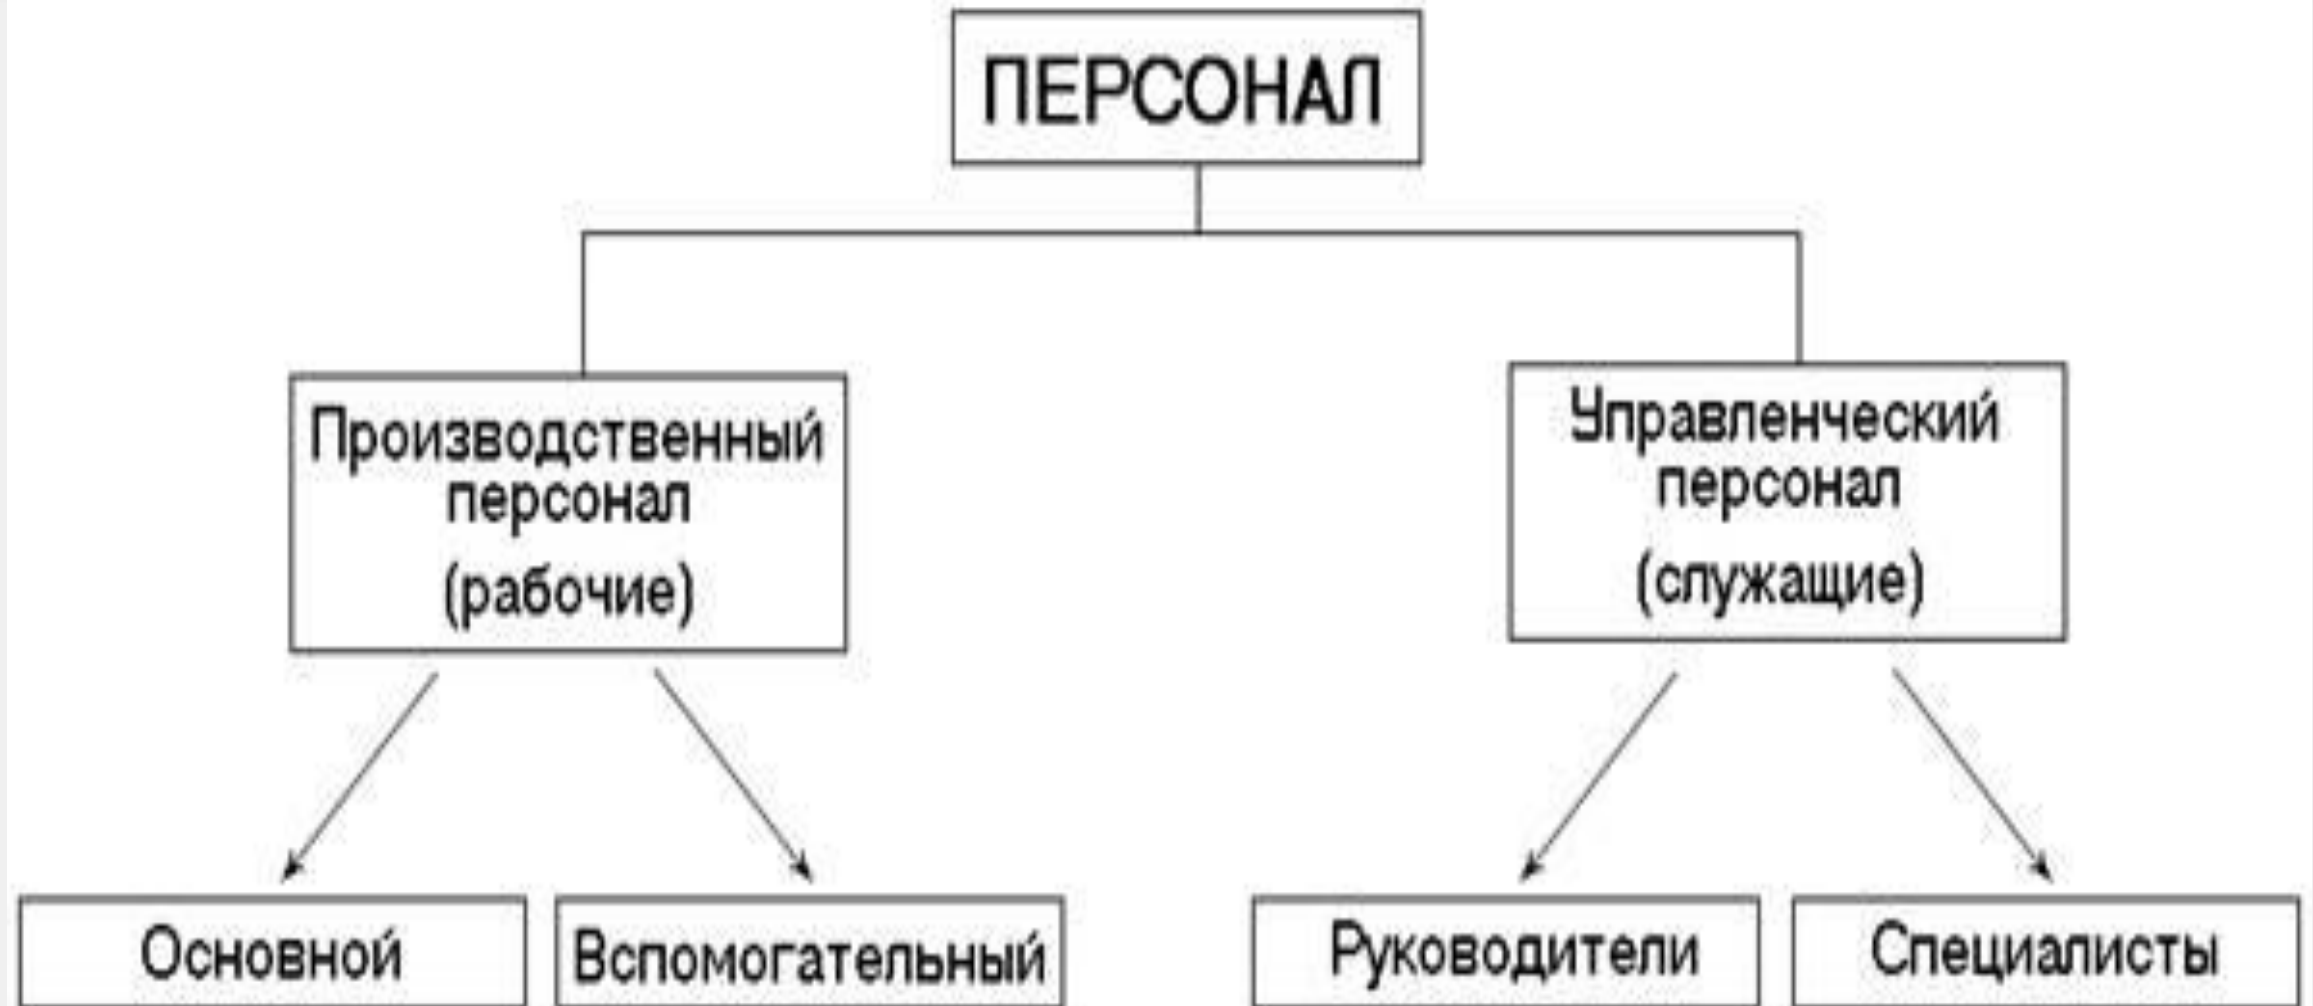 ПЕРСОНАЛ
Производственный
персонал
(рабочие)
Управленческий
персонал
(служащие)
Основной
Вспомогательный
Руководители
Специалисты